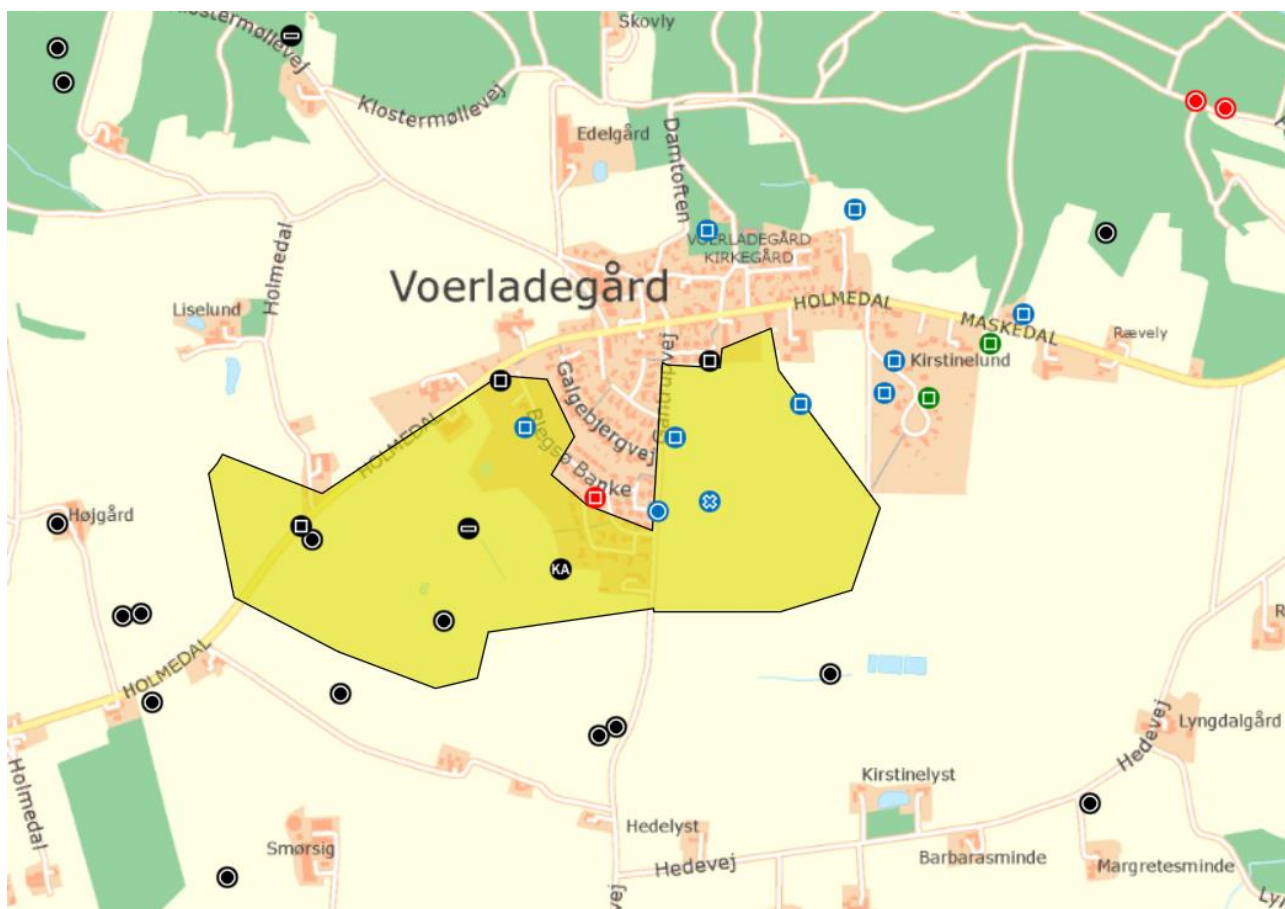 Skovly
Klostermøllevej
Klostermøllevej
Edelgård
Damtoften
VOERLADEGÅRD
KIRKEGÅRD
Holmedal
Voerladegård
Liselund
HOLMEDAL
MASKEDAL
Rævely
Kirstinelund
Galgebjergvej
HOLMEDAL
Blegsø Banke
Højgård
KA
HOLMEDAL
Lyngdalgård
Hedevej
Holmedal
Kirstinelyst
Hedelyst
Smørsig
Hedevej
Barbarasminde
Margretesminde